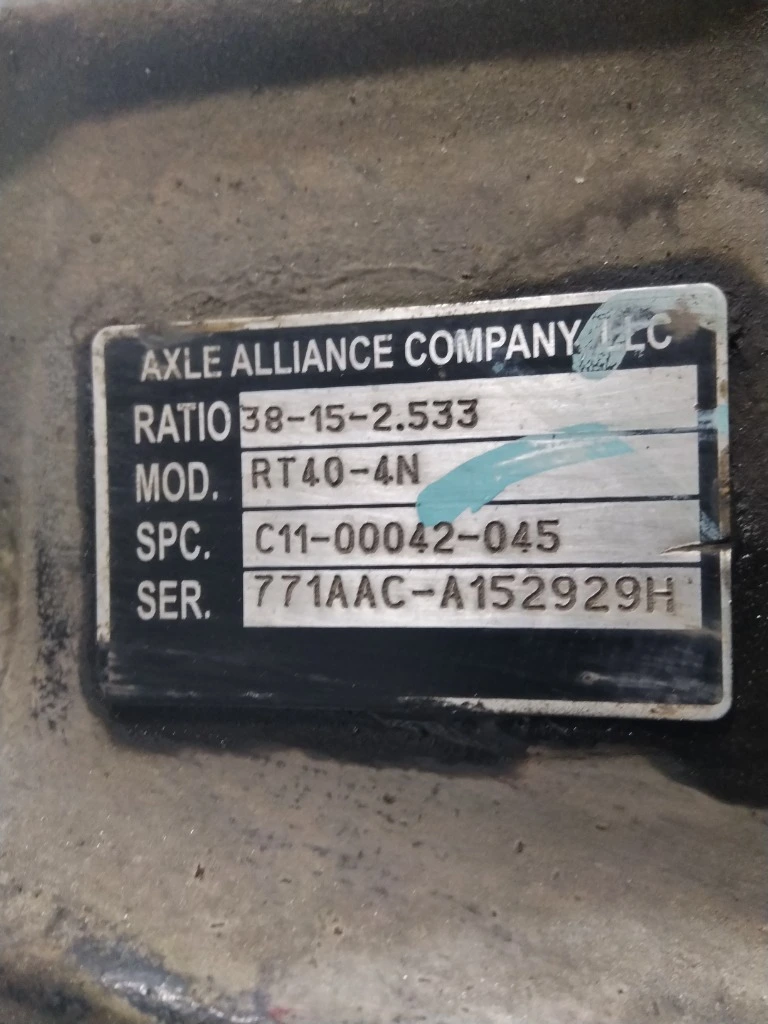 AXLE ALLIANCE COMPANY, LLC
RATIO 38-15-2.533
MOD. RT40-4N
SPC. C11-00042-045
SER. 771AAC-A152929H